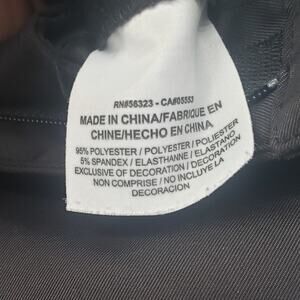 RN#56323 - CA#05553
MADE IN CHINA/FABRIQUE EN
CHINE/HECHO EN CHINA
95% POLYESTER / POLYESTER / POLIESTER
5% SPANDEX / ELASTHANNE / ELASTANO
EXCLUSIVE OF DECORATION / DECORATION
NON COMPRISE / NO INCLUYE LA
DECORACION